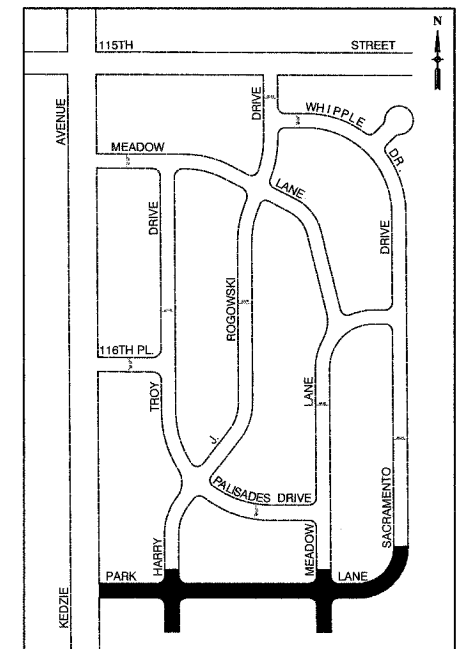 N
115TH STREET
AVENUE
DRIVE
WHIPPLE DR.
MEADOW LANE
DRIVE
DRIVE
ROGOWSKI
116TH PL.
TROY
LANE
J.
PALISADES DRIVE
SACRAMENTO
HARRY
MEADOW
PARK LANE
KEDZIE